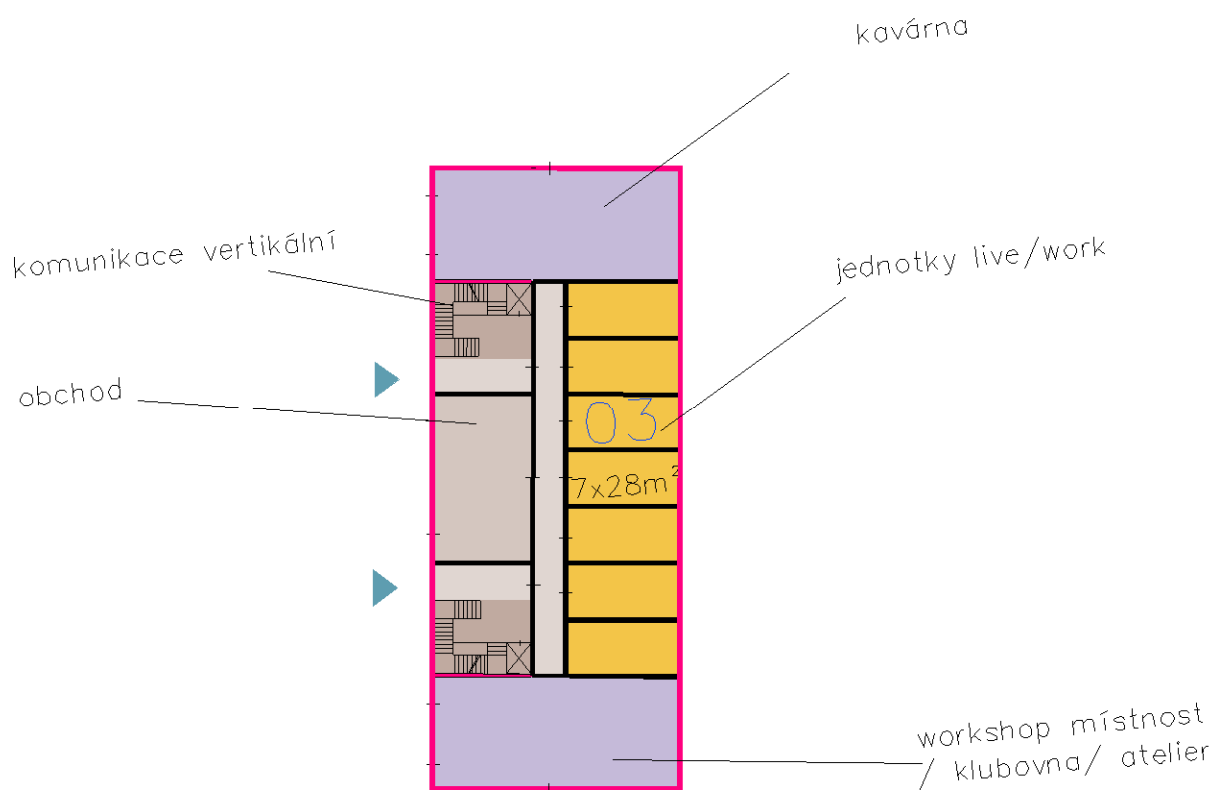 kavárna
komunikace vertikální
jednotky live/work
obchod
03
7x28m²
workshop místnost
/ klubovna/ atelier